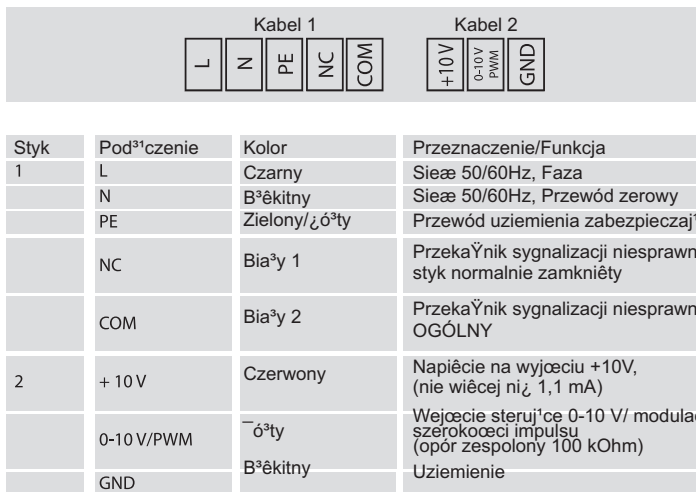 Kabel 1 Kabel 2
L N PE NC COM +10V 0-10 V PWM GND
Styk Pod³¹czenie Kolor Przeznaczenie/Funkcja
1 L Czarny Sieæ 50/60Hz, Faza
N B³êkitny Sieæ 50/60Hz, Przewód zerowy
PE Zielony/¿ó³ty Przewód uziemienia zabezpieczaj¹
NC Bia³y 1 PrzekaŸnik sygnalizacji niesprawn
styk normalnie zamkniêty
COM Bia³y 2 PrzekaŸnik sygnalizacji niesprawn
OGÓLNY
2 + 10 V Czerwony Napiêcie na wyjœciu +10V,
(nie wiêcej ni¿ 1,1 mA)
0-10 V/PWM ¯ó³ty Wejœcie steruj¹ce 0-10 V/ modulac
szerokoœci impulsu
(opór zespolony 100 kOhm)
GND B³êkitny Uziemienie